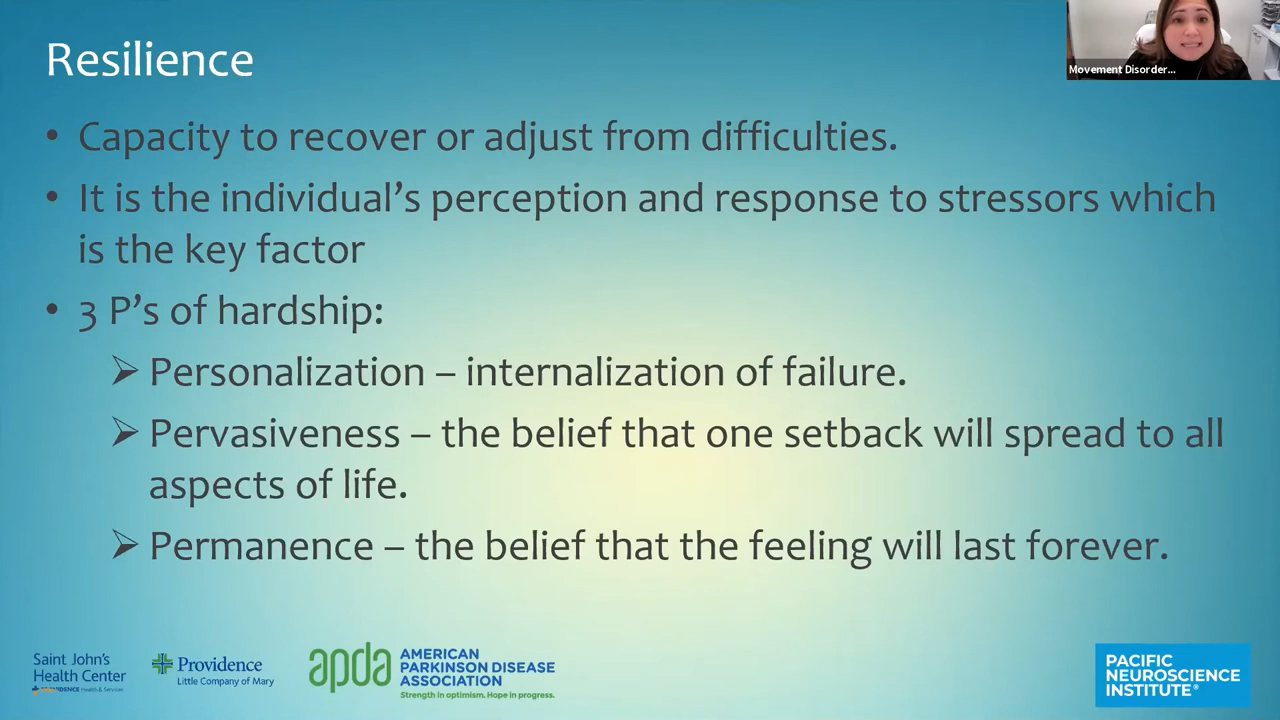 Resilience
Movement Disorder...
• Capacity to recover or adjust from difficulties.
• It is the individual’s perception and response to stressors which
is the key factor
• 3 P’s of hardship:
➢ Personalization – internalization of failure.
➢ Pervasiveness – the belief that one setback will spread to all
aspects of life.
➢ Permanence – the belief that the feeling will last forever.
Saint John’s
Health Center
PROVIDENCE Health & Services
Providence
Little Company of Mary
apda
AMERICAN
PARKINSON DISEASE
ASSOCIATION
Strength in optimism. Hope in progress.
PACIFIC
NEUROSCIENCE
INSTITUTE®